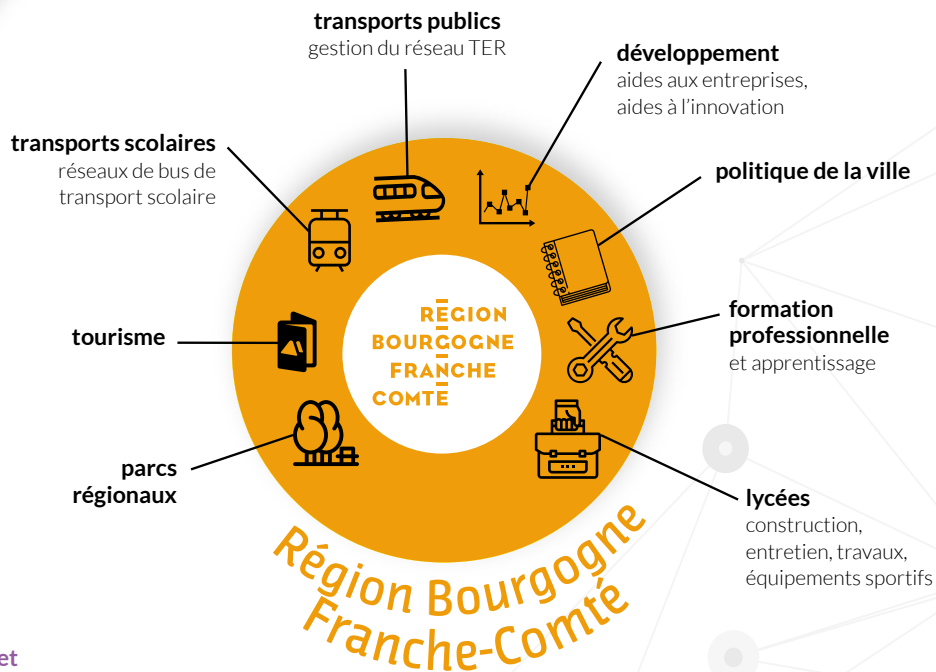 transports publics
gestion du réseau TER
développement
aides aux entreprises,
aides à l'innovation
transports scolaires
réseaux de bus de
transport scolaire
politique de la ville
tourisme
formation
professionnelle
et apprentissage
parcs
régionaux
lycées
construction,
entretien, travaux,
équipements sportifs
RÉGION
BOURGOGNE
FRANCHE
COMTE
Région Bourgogne
Franche-Comté
et